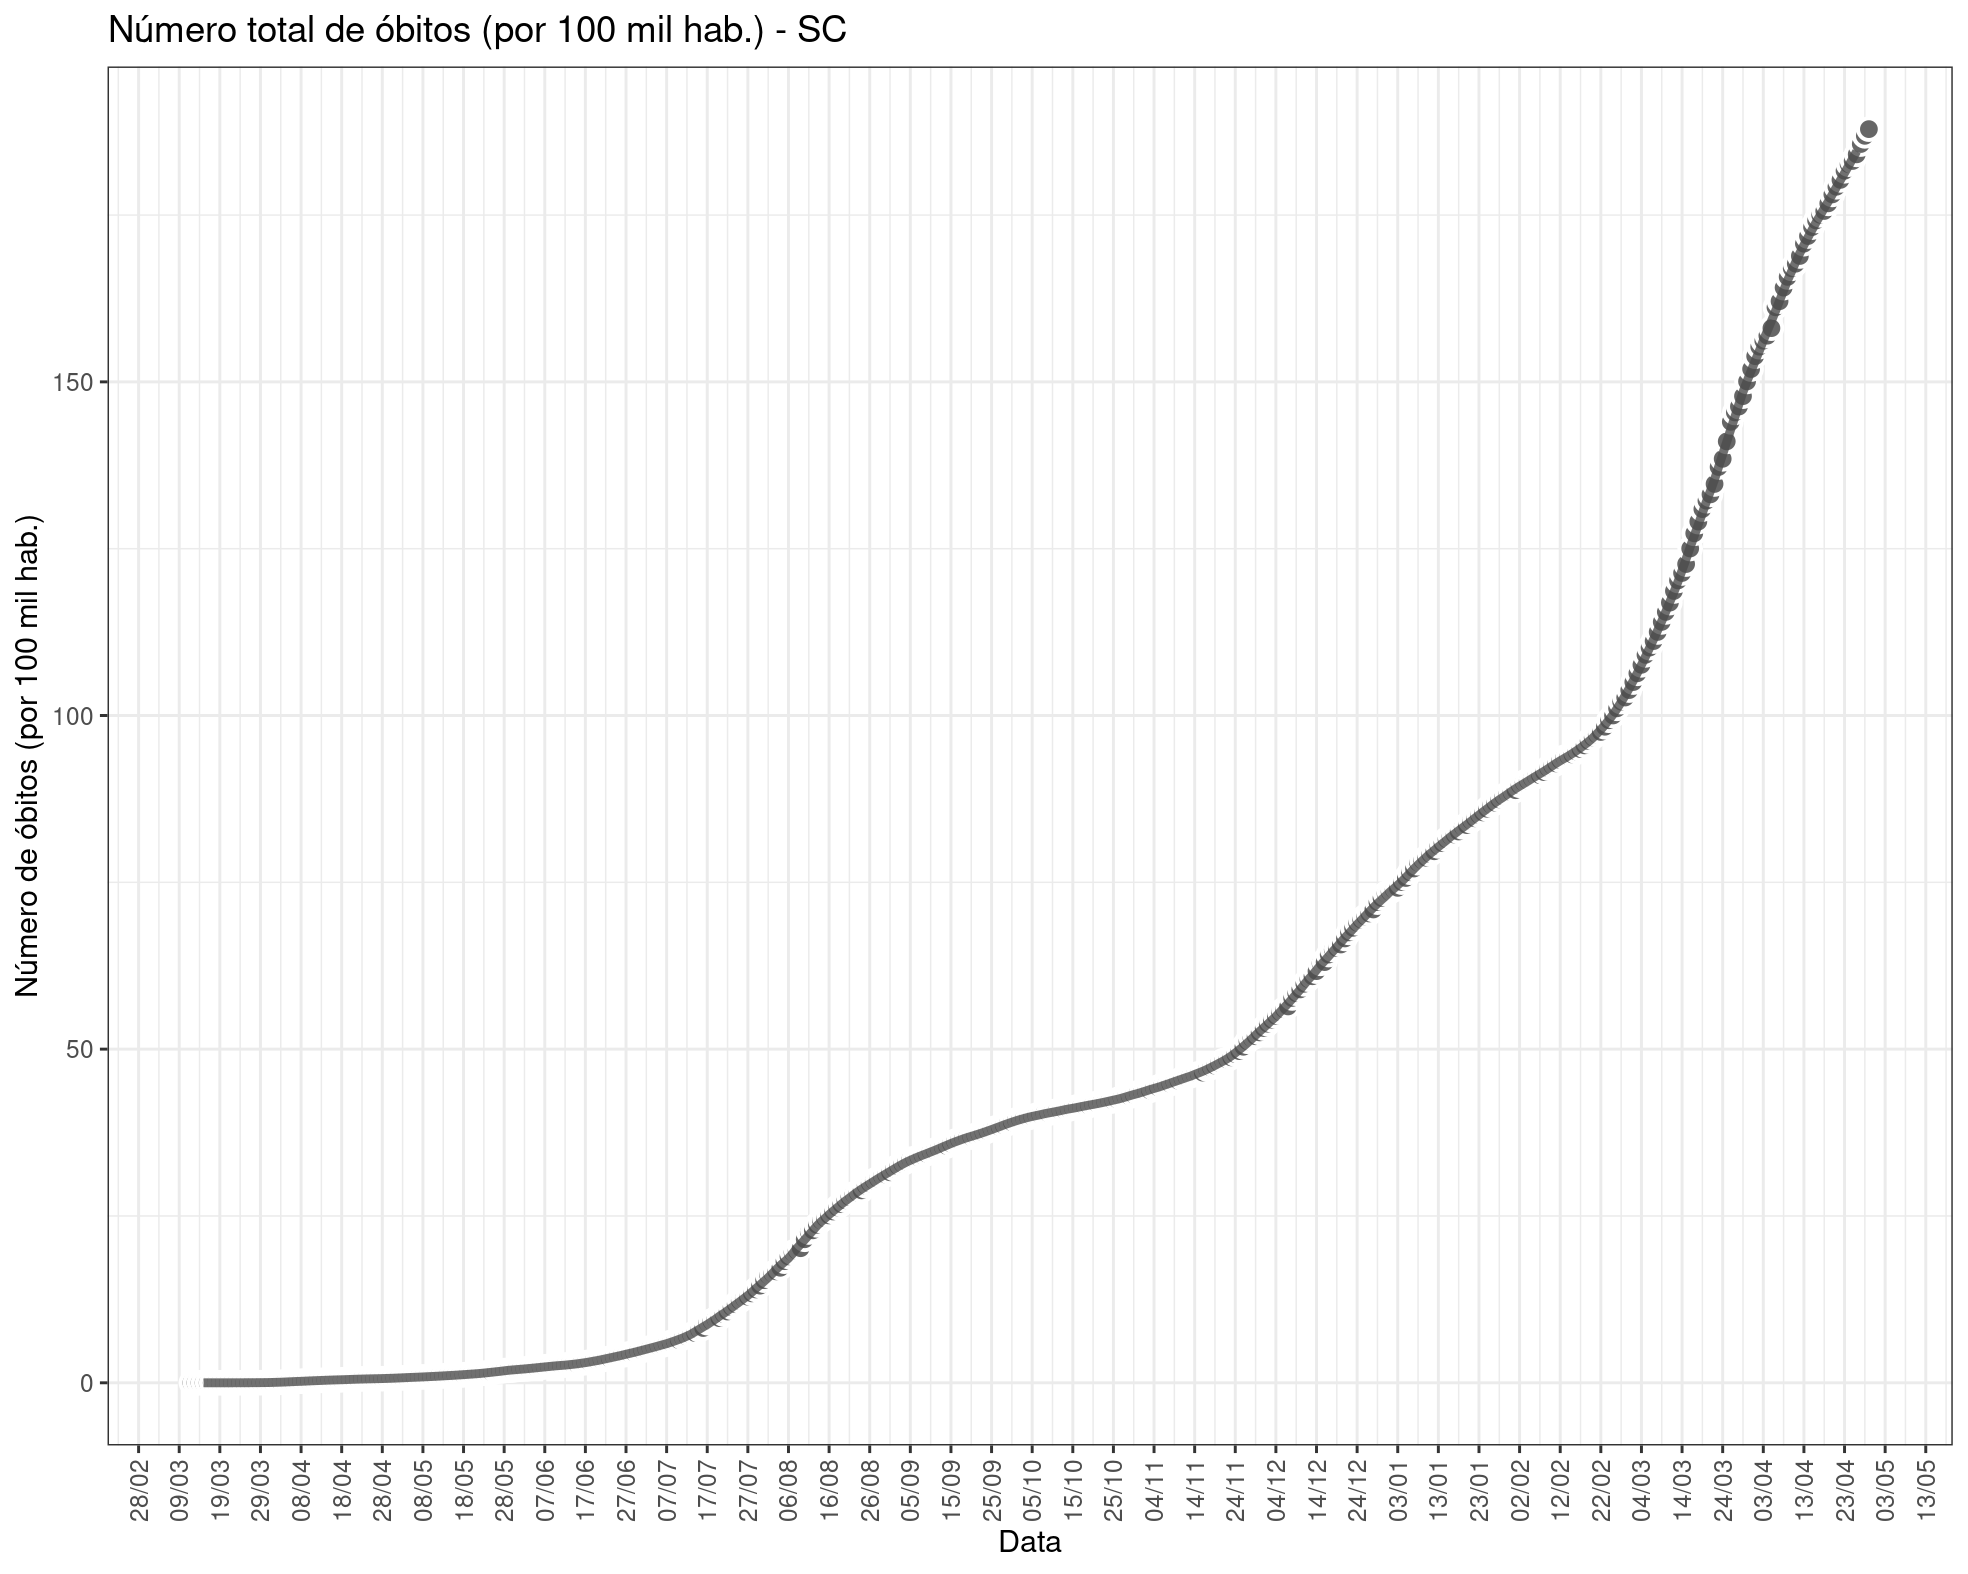 Número total de óbitos (por 100 mil hab.) - SC
Número de óbitos (por 100 mil hab.)
150
100
50
0
28/02 09/03 19/03 29/03 08/04 18/04 28/04 08/05 18/05 28/05 07/06 17/06 27/06 07/07 17/07 27/07 06/08 16/08 26/08 05/09 15/09 25/09 05/10 15/10 25/10 04/11 14/11 24/11 04/12 14/12 24/12 03/01 13/01 23/01 02/02 12/02 22/02 04/03 14/03 24/03 03/04 13/04 23/04 03/05 13/05
Data